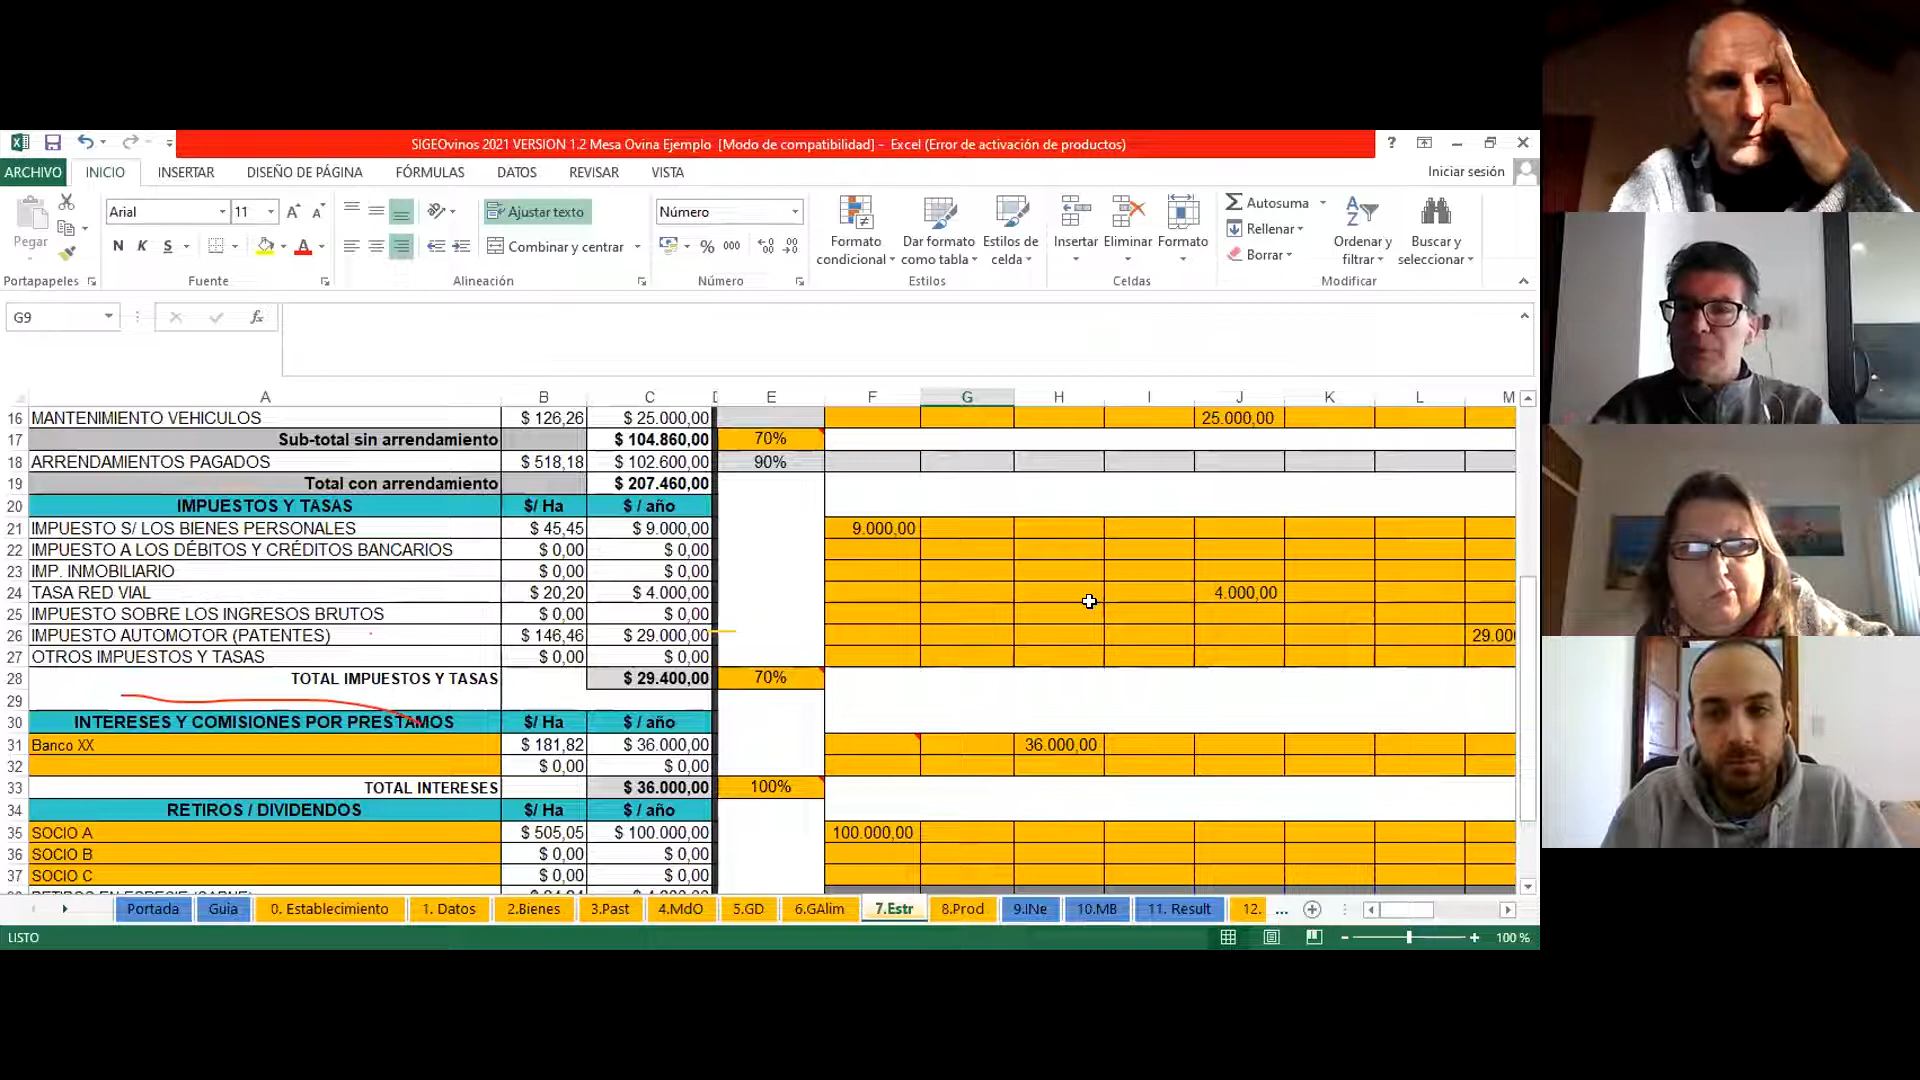 SIGEOvinos 2021 VERSION 1.2 Mesa Ovina Ejemplo [Modo de compatibilidad] - Excel (Error de activación de productos)
ARCHIVO INICIO INSERTAR DISEÑO DE PÁGINA FÓRMULAS DATOS REVISAR VISTA Iniciar sesión
Pegar
Arial 11
N K S
Ajustar texto
Combinar y centrar
Número
% 000
Formato condicional
Dar formato como tabla
Estilos de celda
Insertar Eliminar Formato
Autosuma
Rellenar
Borrar
Ordenar y filtrar
Buscar y seleccionar
Portapapeles Fuente Alineación Número Estilos Celdas Modificar
G9 fx
A B C E F G H I J K L M
16 MANTENIMIENTO VEHICULOS $ 126,26 $ 25.000,00 25.000,00
17 Sub-total sin arrendamiento $ 104.860,00 70%
18 ARRENDAMIENTOS PAGADOS $ 518,18 $ 102.600,00 90%
19 Total con arrendamiento $ 207.460,00
20 IMPUESTOS Y TASAS $/ Ha $ / año
21 IMPUESTO S/ LOS BIENES PERSONALES $ 45,45 $ 9.000,00 9.000,00
22 IMPUESTO A LOS DÉBITOS Y CRÉDITOS BANCARIOS $ 0,00 $ 0,00
23 IMP. INMOBILIARIO $ 0,00 $ 0,00
24 TASA RED VIAL $ 20,20 $ 4.000,00 4.000,00
25 IMPUESTO SOBRE LOS INGRESOS BRUTOS $ 0,00 $ 0,00
26 IMPUESTO AUTOMOTOR (PATENTES) $ 146,46 $ 29.000,00 29.00
27 OTROS IMPUESTOS Y TASAS $ 0,00 $ 0,00
28 TOTAL IMPUESTOS Y TASAS $ 29.400,00 70%
29
30 INTERESES Y COMISIONES POR PRESTAMOS $/ Ha $ / año
31 Banco XX $ 181,82 $ 36.000,00 36.000,00
32 $ 0,00 $ 0,00
33 TOTAL INTERESES $ 36.000,00 100%
34 RETIROS / DIVIDENDOS $/ Ha $ / año
35 SOCIO A $ 505,05 $ 100.000,00 100.000,00
36 SOCIO B $ 0,00 $ 0,00
37 SOCIO C $ 0,00 $ 0,00
Portada Guia 0. Establecimiento 1. Datos 2.Bienes 3.Past 4.MdO 5.GD 6.GAlim 7.Estr 8.Prod 9.INe 10.MB 11. Result 12. ...
LISTO 100 %